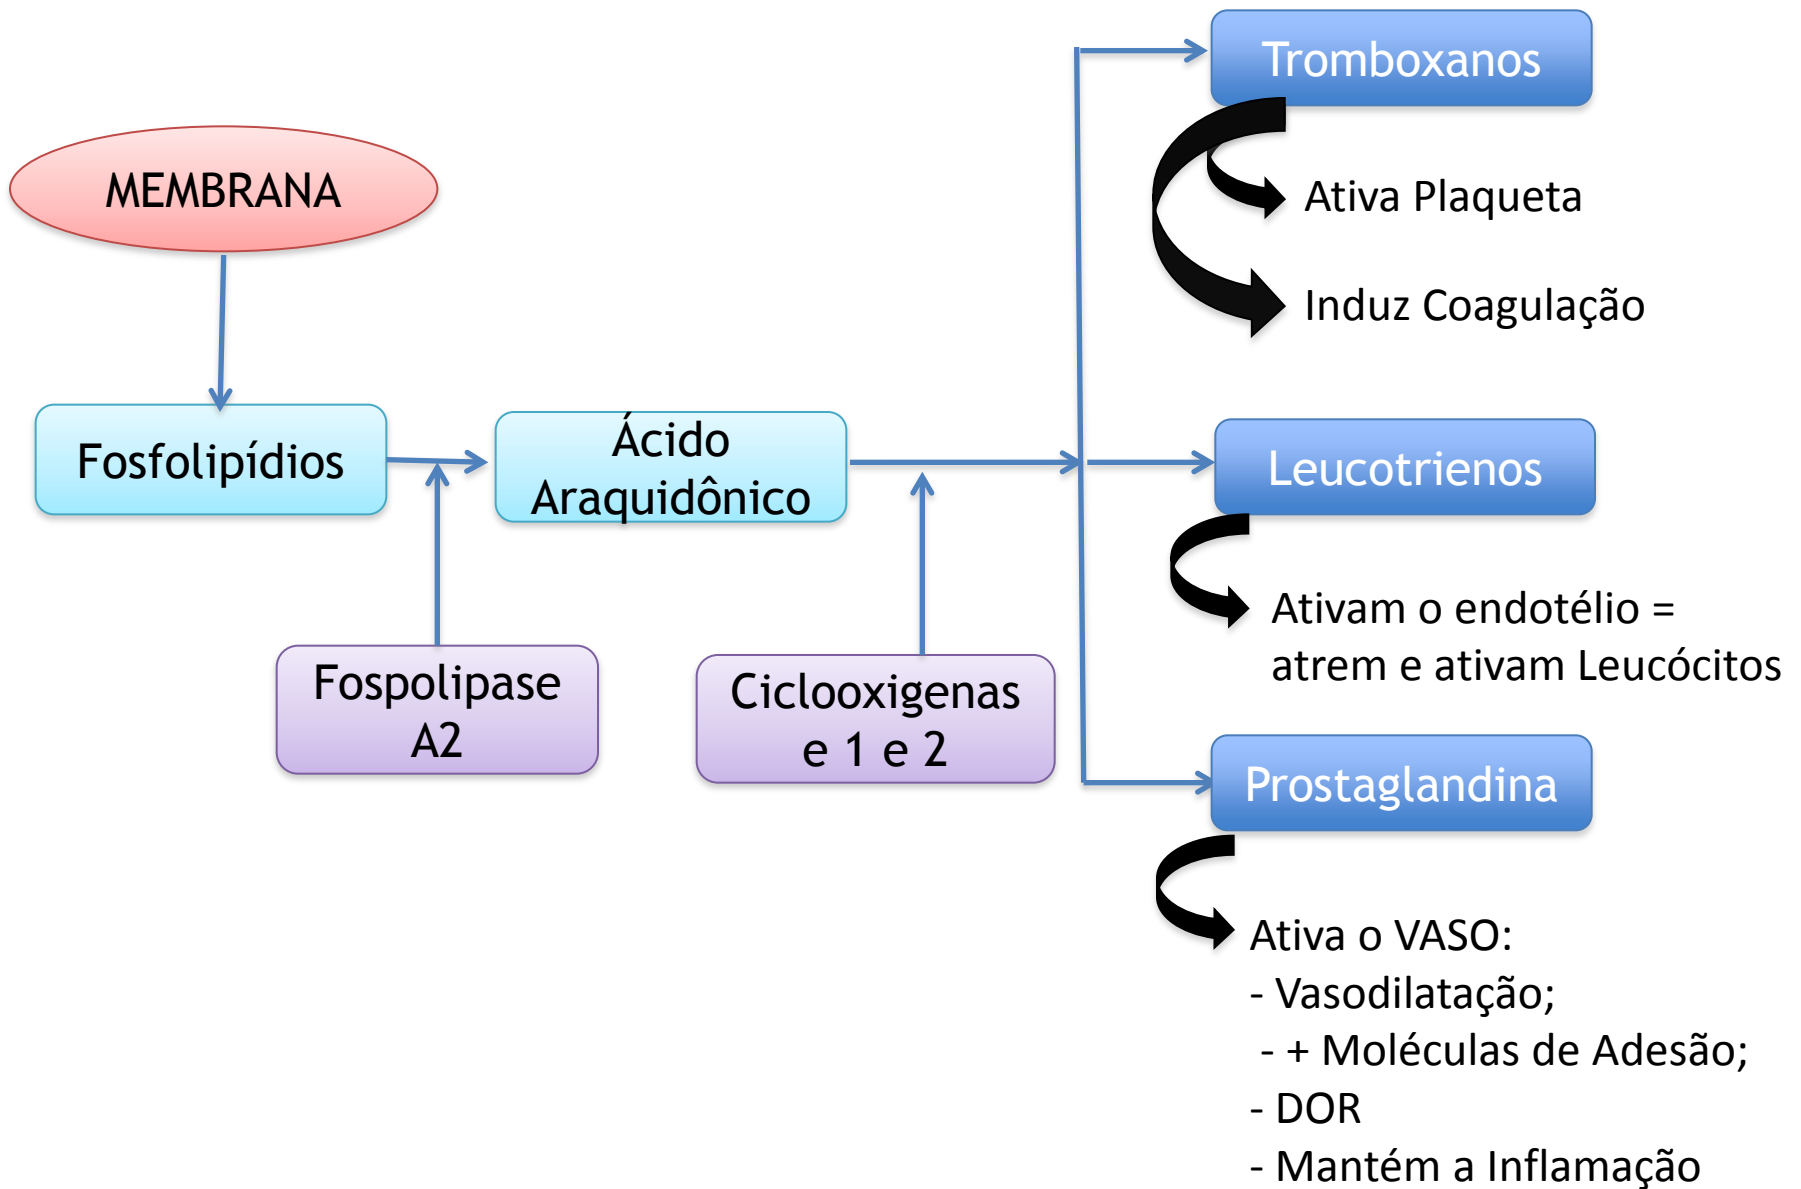 Tromboxanos
MEMBRANA
Ativa Plaqueta
Induz Coagulação
Fosfolipídios
Ácido
Araquidônico
Leucotrienos
Ativam o endotélio =
atrem e ativam Leucócitos
Fospolipase
A2
Ciclooxigenas
e 1 e 2
Prostaglandina
Ativa o VASO:
- Vasodilatação;
- + Moléculas de Adesão;
- DOR
- Mantém a Inflamação